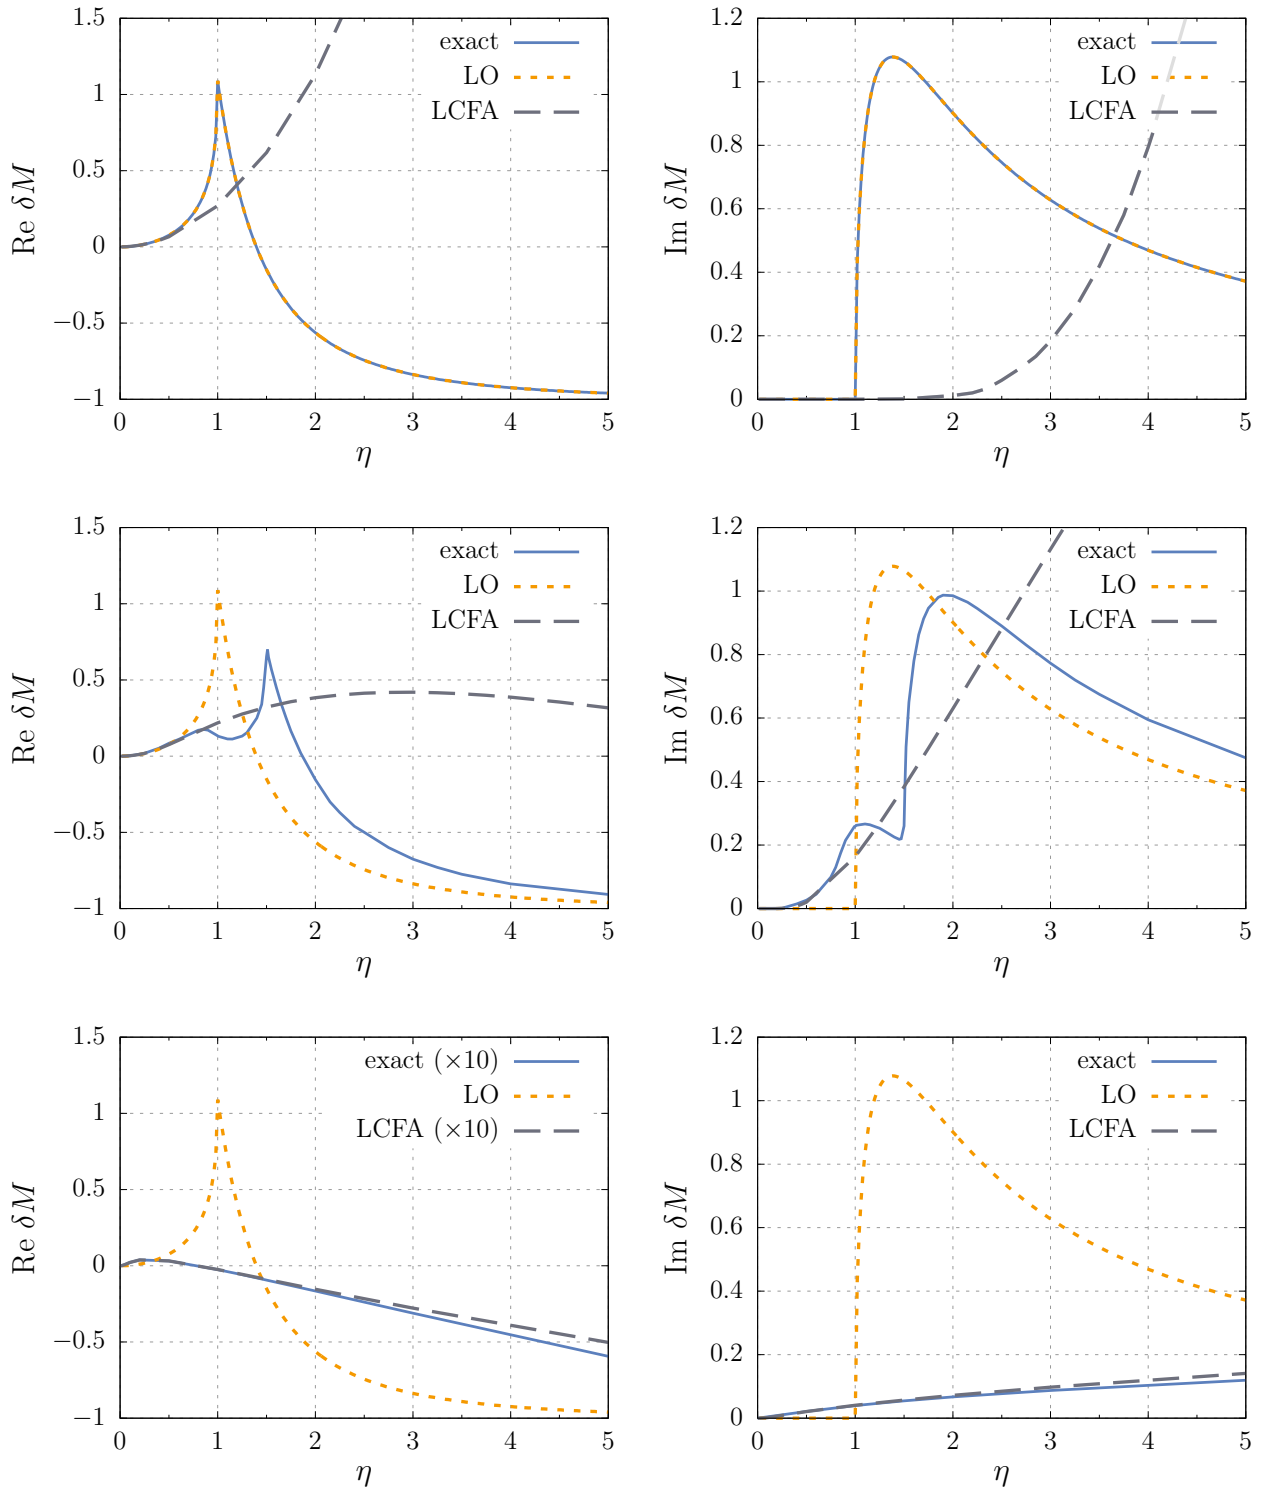 1.5
1
0.5
0
−0.5
−1
Re δM
0 1 2 3 4 5
η
exact
LO
LCFA
1.2
1
0.8
0.6
0.4
0.2
0
Im δM
0 1 2 3 4 5
η
exact
LO
LCFA
1.5
1
0.5
0
−0.5
−1
Re δM
0 1 2 3 4 5
η
exact
LO
LCFA
1.2
1
0.8
0.6
0.4
0.2
0
Im δM
0 1 2 3 4 5
η
exact
LO
LCFA
1.5
1
0.5
0
−0.5
−1
Re δM
0 1 2 3 4 5
η
exact (×10)
LO
LCFA (×10)
1.2
1
0.8
0.6
0.4
0.2
0
Im δM
0 1 2 3 4 5
η
exact
LO
LCFA